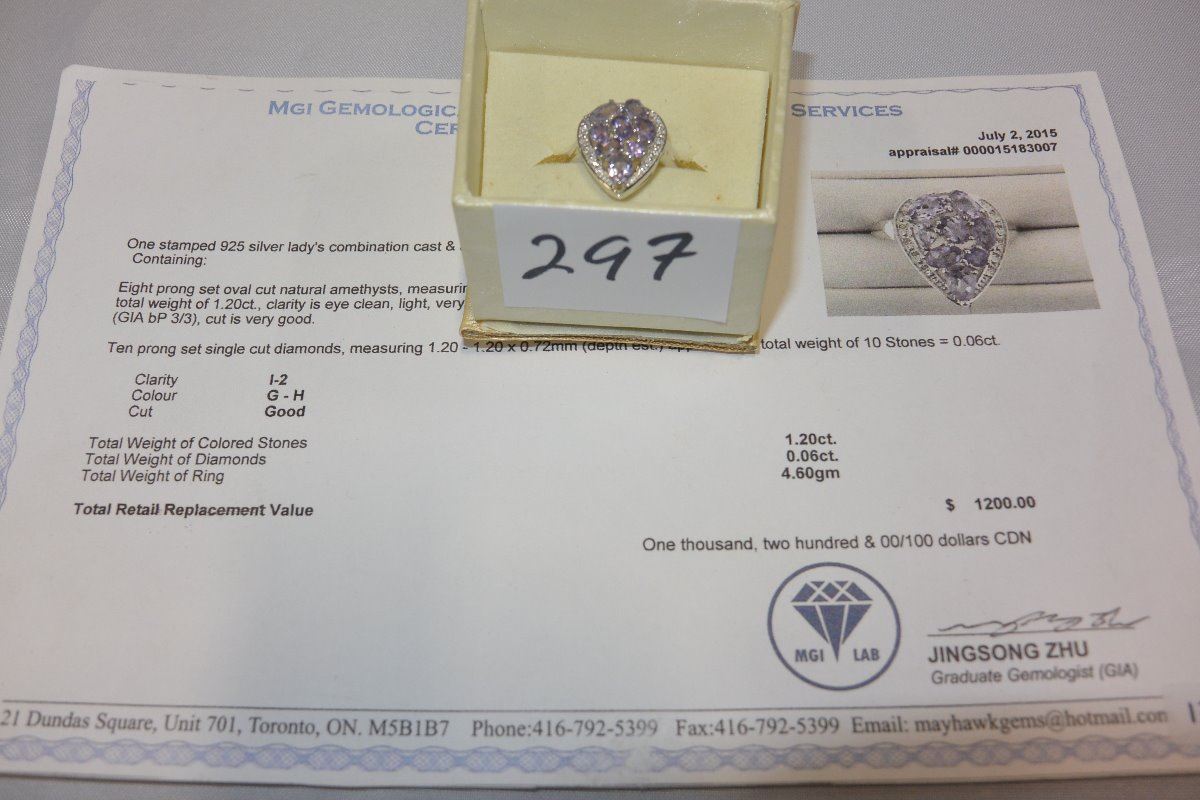 MGI GEMOLOGIC SERVICES
CER
July 2, 2015
appraisal# 000015183007
297
One stamped 925 silver lady's combination cast &
Containing:
Eight prong set oval cut natural amethysts, measurin
total weight of 1.20ct., clarity is eye clean, light, very
(GIA bP 3/3), cut is very good.
Ten prong set single cut diamonds, measuring 1.20 - 1.20 x 0.72mm (depth est.) total weight of 10 Stones = 0.06ct.
Clarity I-2
Colour G - H
Cut Good
Total Weight of Colored Stones 1.20ct.
Total Weight of Diamonds 0.06ct.
Total Weight of Ring 4.60gm
Total Retail Replacement Value $ 1200.00
One thousand, two hundred & 00/100 dollars CDN
MGI LAB
JINGSONG ZHU
Graduate Gemologist (GIA)
21 Dundas Square, Unit 701, Toronto, ON. M5B1B7 Phone:416-792-5399 Fax:416-792-5399 Email: mayhawkgems@hotmail.com